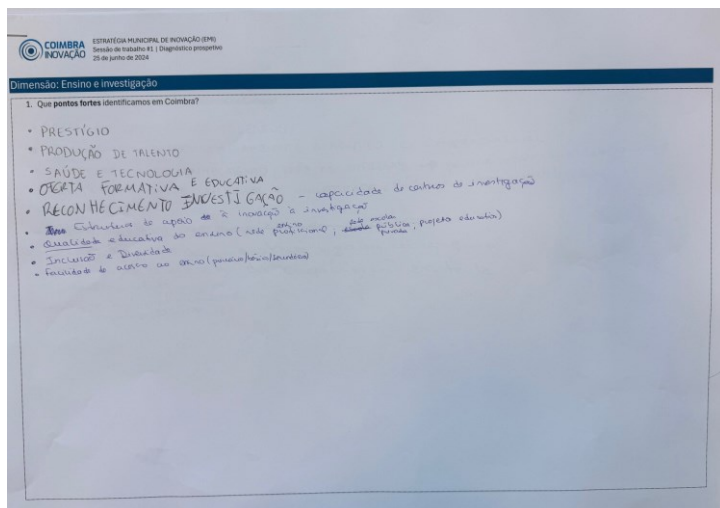 COIMBRA
INOVAÇÃO
ESTRATÉGIA MUNICIPAL DE INOVAÇÃO (EMI)
Sessão de trabalho #1 | Diagnóstico prospetivo
25 de junho de 2024
Dimensão: Ensino e investigação
1. Que pontos fortes identificamos em Coimbra?
• PRESTÍGIO
• PRODUÇÃO DE TALENTO
• SAÚDE E TECNOLOGIA
• OFERTA FORMATIVA E EDUCATIVA
• RECONHECIMENTO INVESTIGAÇÃO - capacidade de centros de investigação
• Estruturas de apoio à inovação à investigação
• Qualidade educativa do ensino (rede ensino profissional, escola pública, privada, projeto educativo)
• Inclusão e Diversidade
• Facilidade de acesso ao ensino